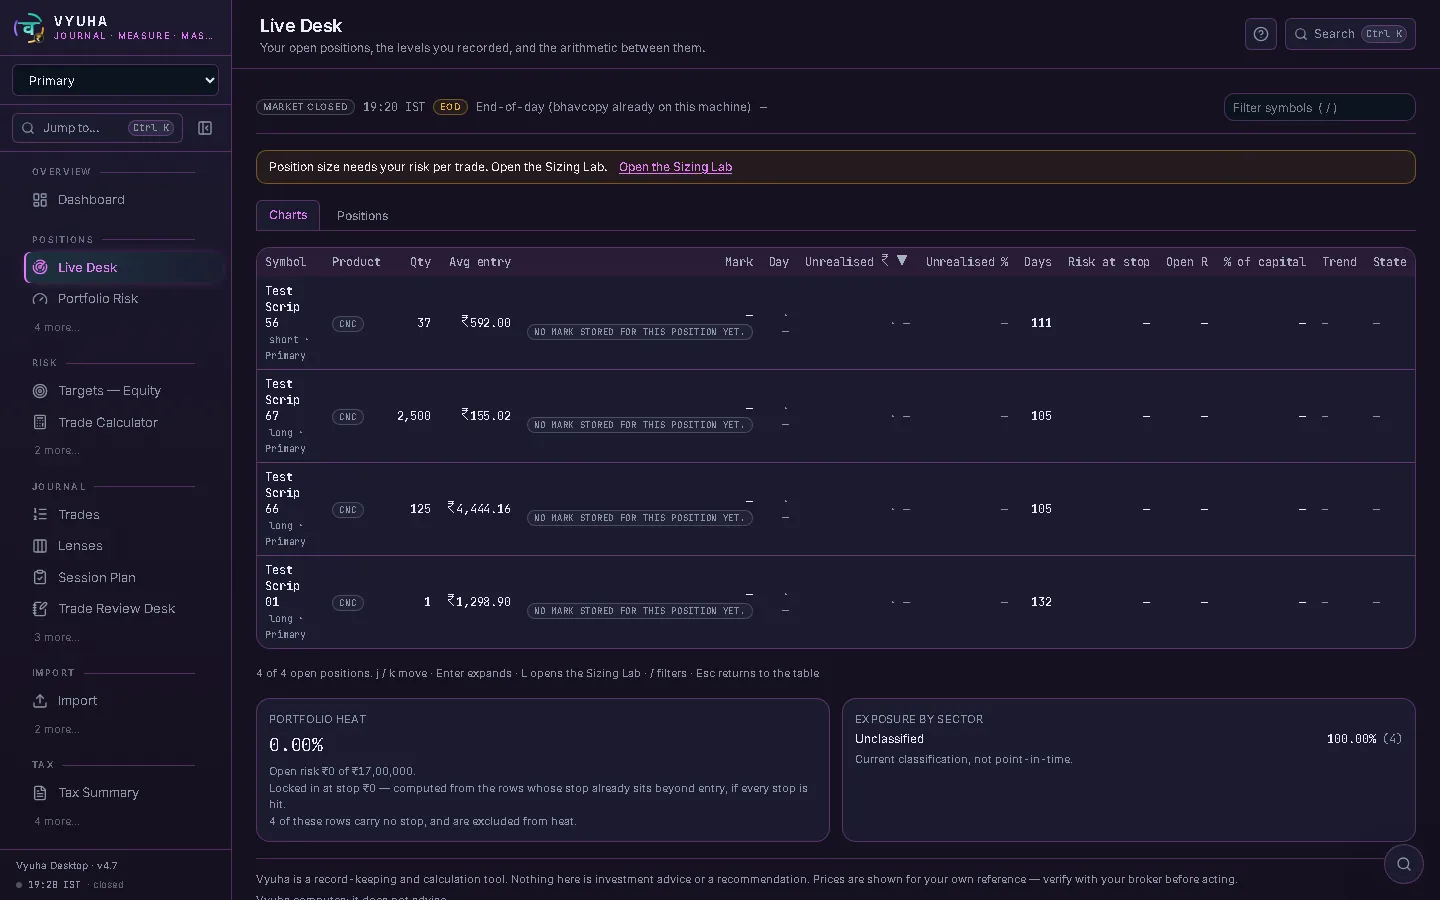 व
VYUHA
JOURNAL · MEASURE · MAS...
Primary
Jump to... Ctrl K
OVERVIEW
Dashboard
POSITIONS
Live Desk
Portfolio Risk
4 more...
RISK
Targets — Equity
Trade Calculator
2 more...
JOURNAL
Trades
Lenses
Session Plan
Trade Review Desk
3 more...
IMPORT
Import
2 more...
TAX
Tax Summary
4 more...
Vyuha Desktop · v4.7
19:20 IST · closed
Live Desk
Your open positions, the levels you recorded, and the arithmetic between them.
Search Ctrl K
MARKET CLOSED 19:20 IST EOD End-of-day (bhavcopy already on this machine) —
Filter symbols (/)
Position size needs your risk per trade. Open the Sizing Lab. Open the Sizing Lab
Charts Positions
Symbol Product Qty Avg entry Mark Day Unrealised ₹ ▼ Unrealised % Days Risk at stop Open R % of capital Trend State
Test
Scrip
56
short ·
Primary
CNC 37 ₹592.00 — NO MARK STORED FOR THIS POSITION YET. · — · — — 111 — — — — —
Test
Scrip
67
long ·
Primary
CNC 2,500 ₹155.02 — NO MARK STORED FOR THIS POSITION YET. · — · — — 105 — — — — —
Test
Scrip
66
long ·
Primary
CNC 125 ₹4,444.16 — NO MARK STORED FOR THIS POSITION YET. · — · — — 105 — — — — —
Test
Scrip
01
long ·
Primary
CNC 1 ₹1,298.90 — NO MARK STORED FOR THIS POSITION YET. · — · — — 132 — — — — —
4 of 4 open positions. j / k move · Enter expands · L opens the Sizing Lab · / filters · Esc returns to the table
PORTFOLIO HEAT
0.00%
Open risk ₹0 of ₹17,00,000.
Locked in at stop ₹0 — computed from the rows whose stop already sits beyond entry, if every stop is
hit.
4 of these rows carry no stop, and are excluded from heat.
EXPOSURE BY SECTOR
Unclassified 100.00% (4)
Current classification, not point-in-time.
Vyuha is a record-keeping and calculation tool. Nothing here is investment advice or a recommendation. Prices are shown for your own reference — verify with your broker before acting.
Vyuha computes; it does not advise.